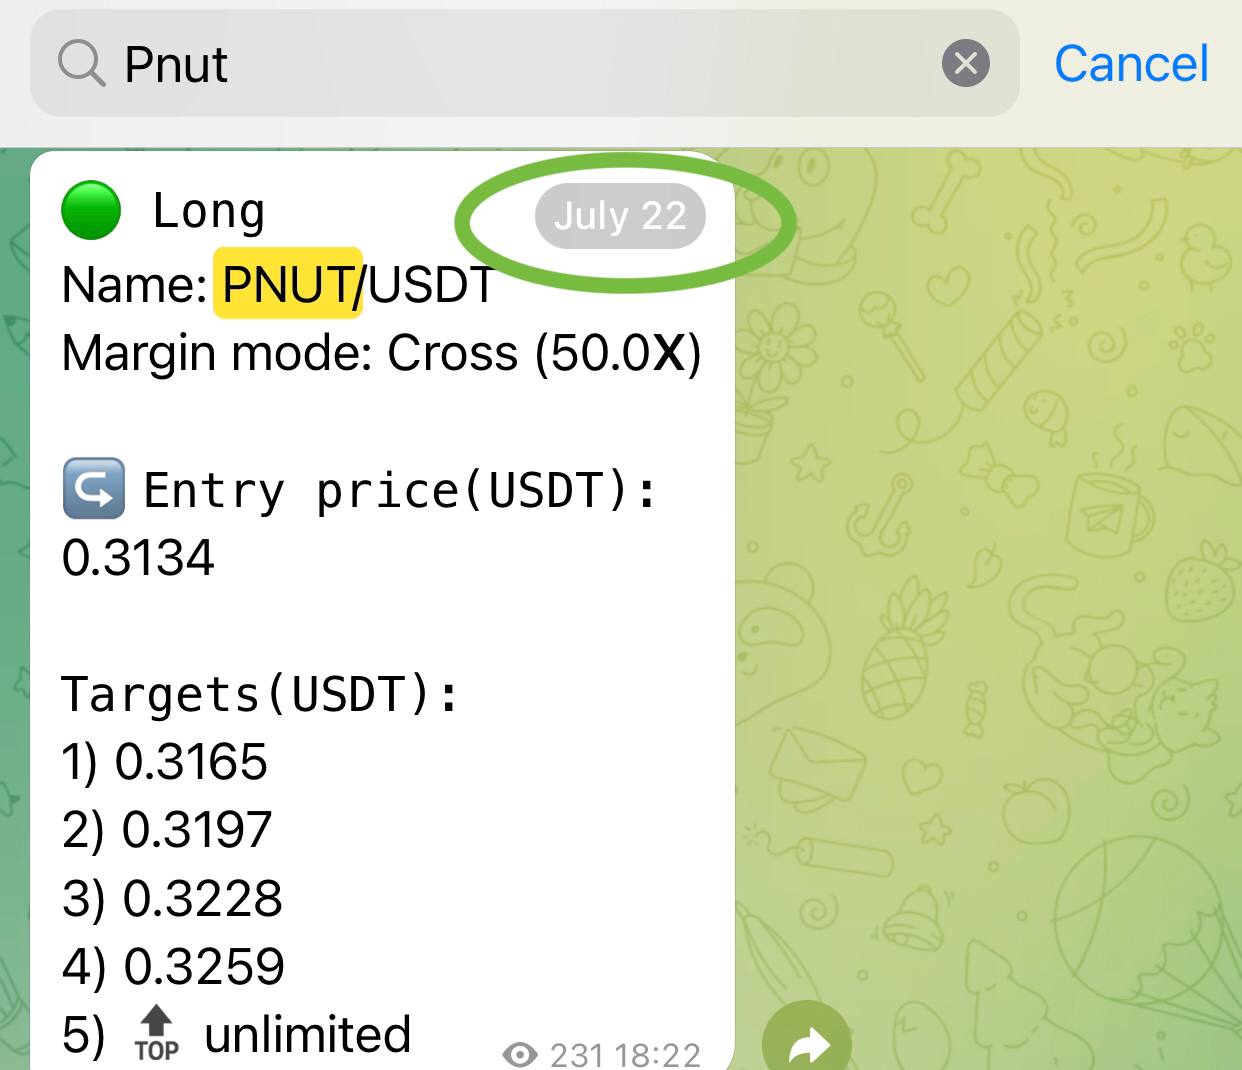 Pnut
Cancel
Long
July 22
Name: PNUT/USDT
Margin mode: Cross (50.0X)
Entry price(USDT):
0.3134
Targets(USDT):
1) 0.3165
2) 0.3197
3) 0.3228
4) 0.3259
5) 🔝 unlimited
231 18:22